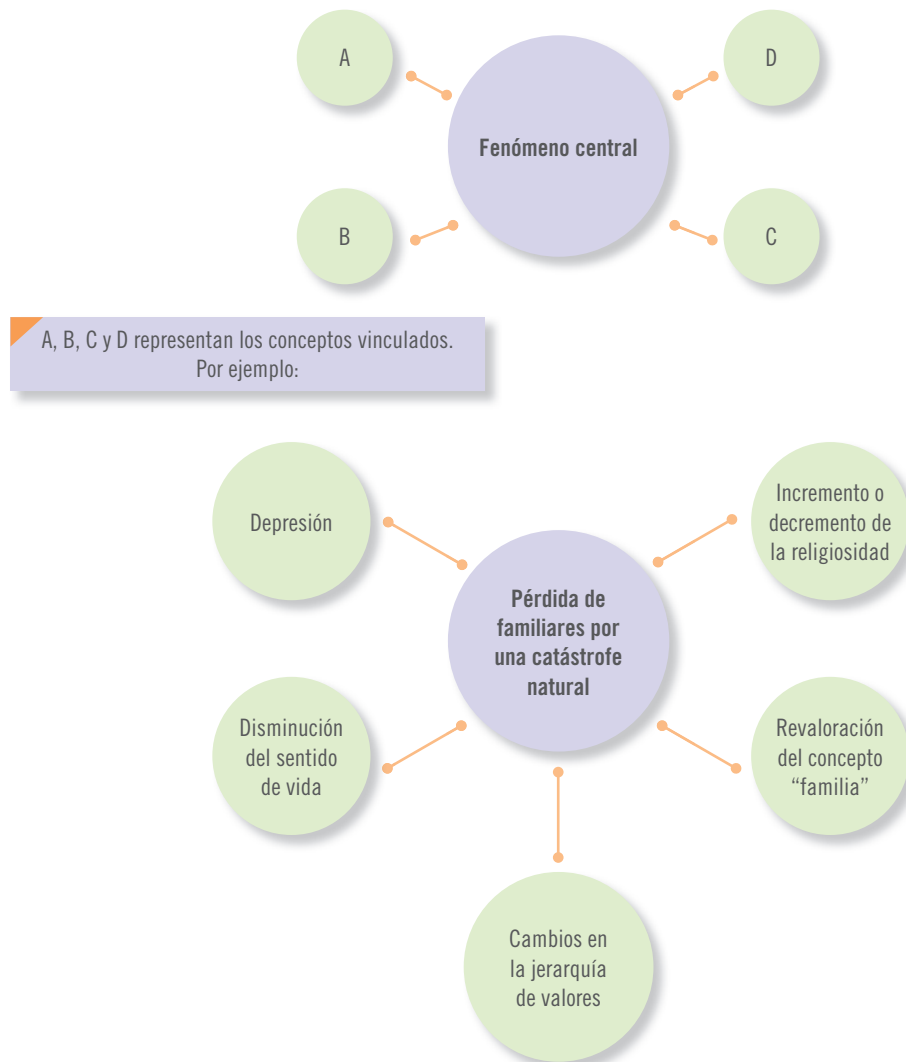 A
D
Fenómeno central
B
C
A, B, C y D representan los conceptos vinculados.
Por ejemplo:
Depresión
Incremento o
decremento de
la religiosidad
Pérdida de
familiares por
una catástrofe
natural
Disminución
del sentido
de vida
Revaloración
del concepto
“familia”
Cambios en
la jerarquía
de valores